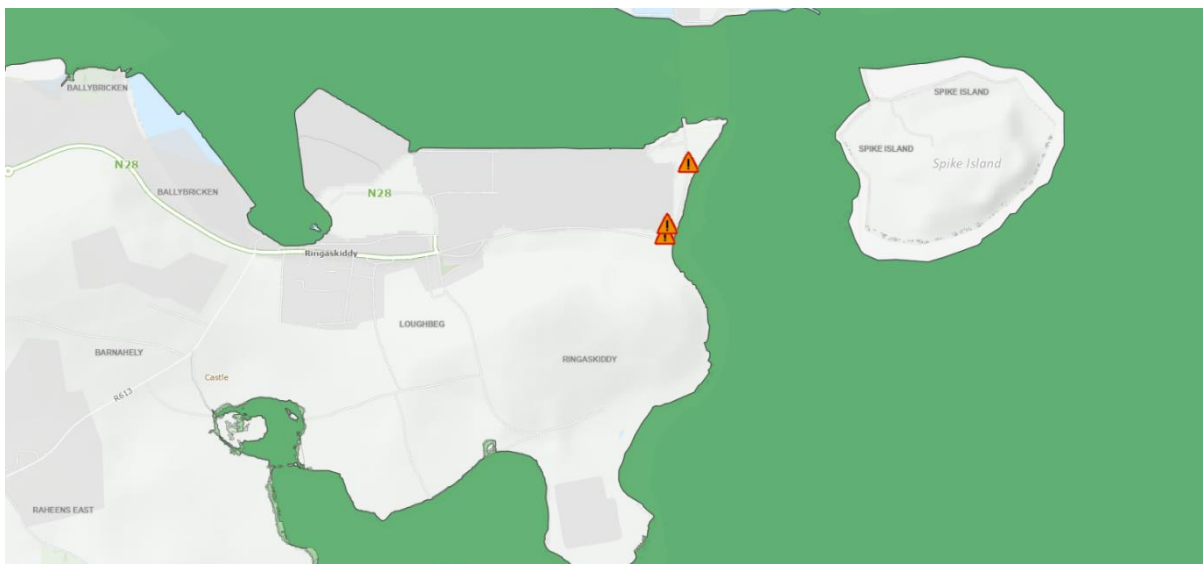 BALLYBRICKEN
SPIKE ISLAND
SPIKE ISLAND
Spike Island
N28
BALLYBRICKEN
N28
Ringaskiddy
LOUGHBEG
BARNAHELY
RINGASKIDDY
Castle
R613
RAHEENS EAST